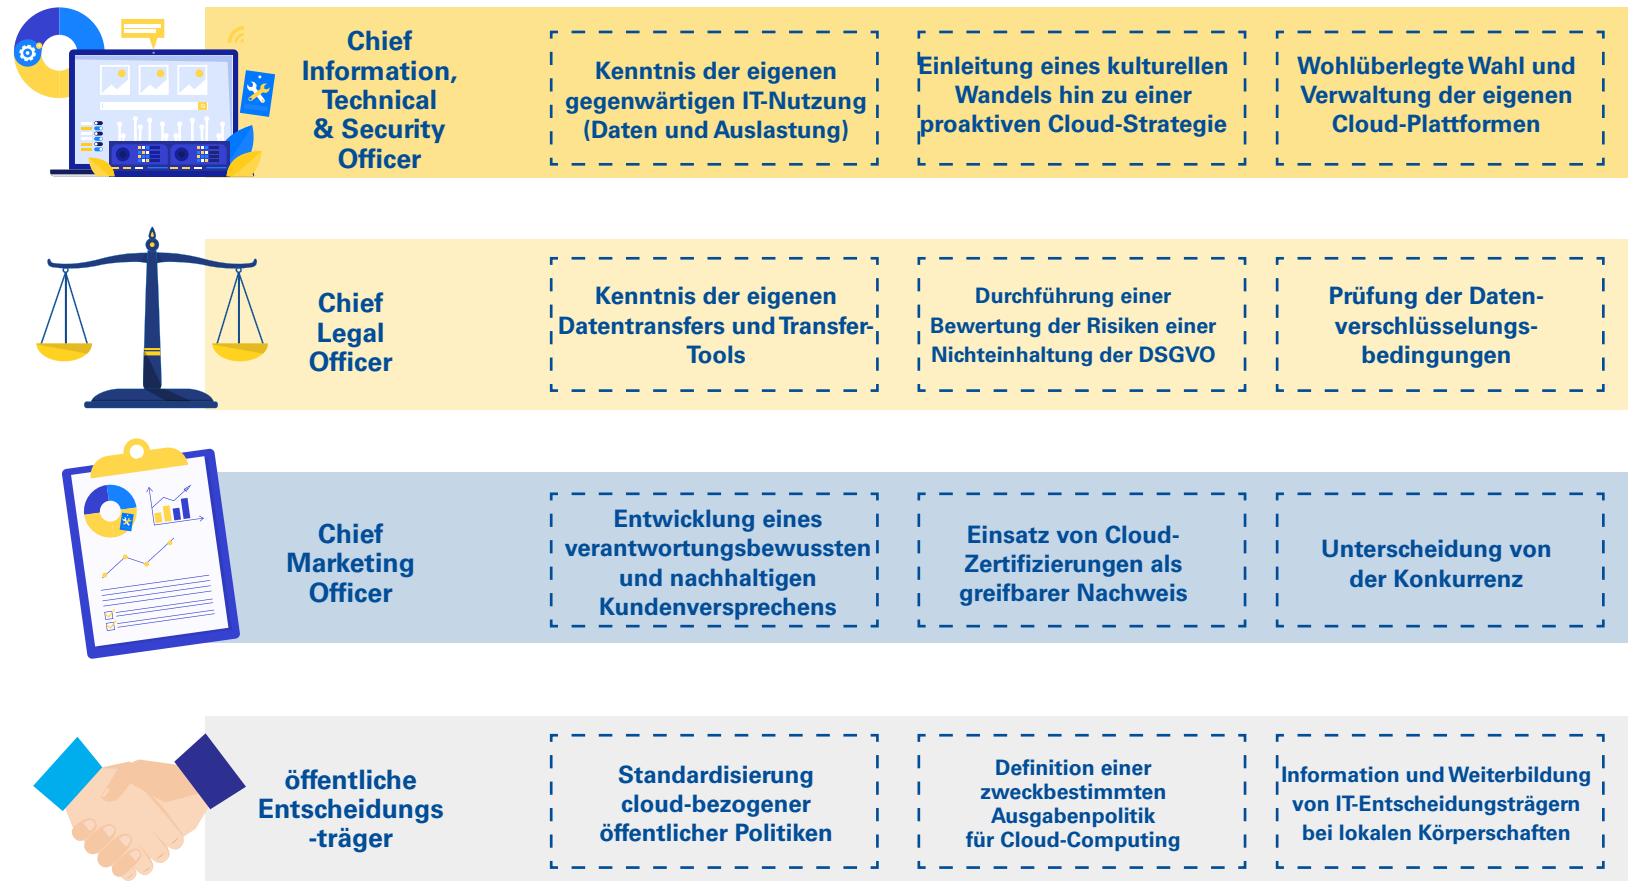 Chief
Information,
Technical
& Security
Officer
Kenntnis der eigenen
gegenwärtigen IT-Nutzung
(Daten und Auslastung)
Einleitung eines kulturellen
Wandels hin zu einer
proaktiven Cloud-Strategie
Wohlüberlegte Wahl und
Verwaltung der eigenen
Cloud-Plattformen
Chief
Legal
Officer
Kenntnis der eigenen
Datentransfers und Transfer-
Tools
Durchführung einer
Bewertung der Risiken einer
Nichteinhaltung der DSGVO
Prüfung der Daten-
verschlüsselungs-
bedingungen
Chief
Marketing
Officer
Entwicklung eines
verantwortungsbewussten
und nachhaltigen
Kundenversprechens
Einsatz von Cloud-
Zertifizierungen als
greifbarer Nachweis
Unterscheidung von
der Konkurrenz
öffentliche
Entscheidungs
-träger
Standardisierung
cloud-bezogener
öffentlicher Politiken
Definition einer
zweckbestimmten
Ausgabenpolitik
für Cloud-Computing
Information und Weiterbildung
von IT-Entscheidungsträgern
bei lokalen Körperschaften